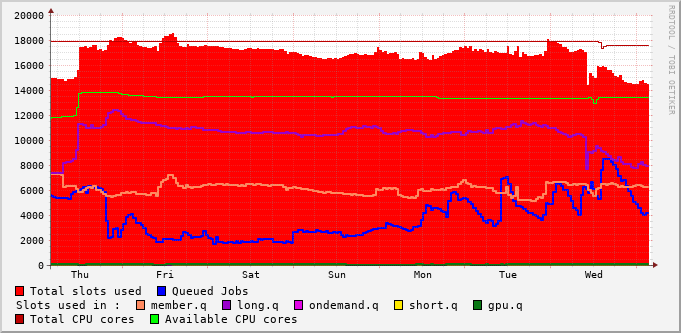 20000
18000
16000
14000
12000
10000
8000
6000
4000
2000
0
Thu Fri Sat Sun Mon Tue Wed
RRDTOOL / TOBI OETIKER
Total slots used Queued Jobs
Slots used in : member.q long.q ondemand.q short.q gpu.q
Total CPU cores Available CPU cores